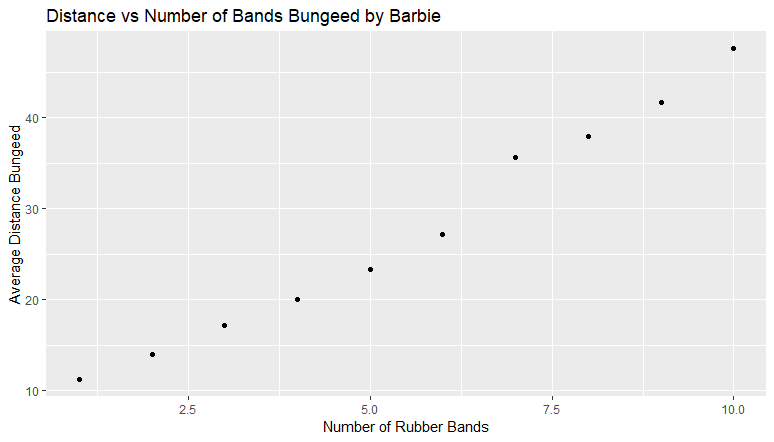 Distance vs Number of Bands Bungeed by Barbie
Average Distance Bungeed
40
30
20
10
2.5 5.0 7.5 10.0
Number of Rubber Bands